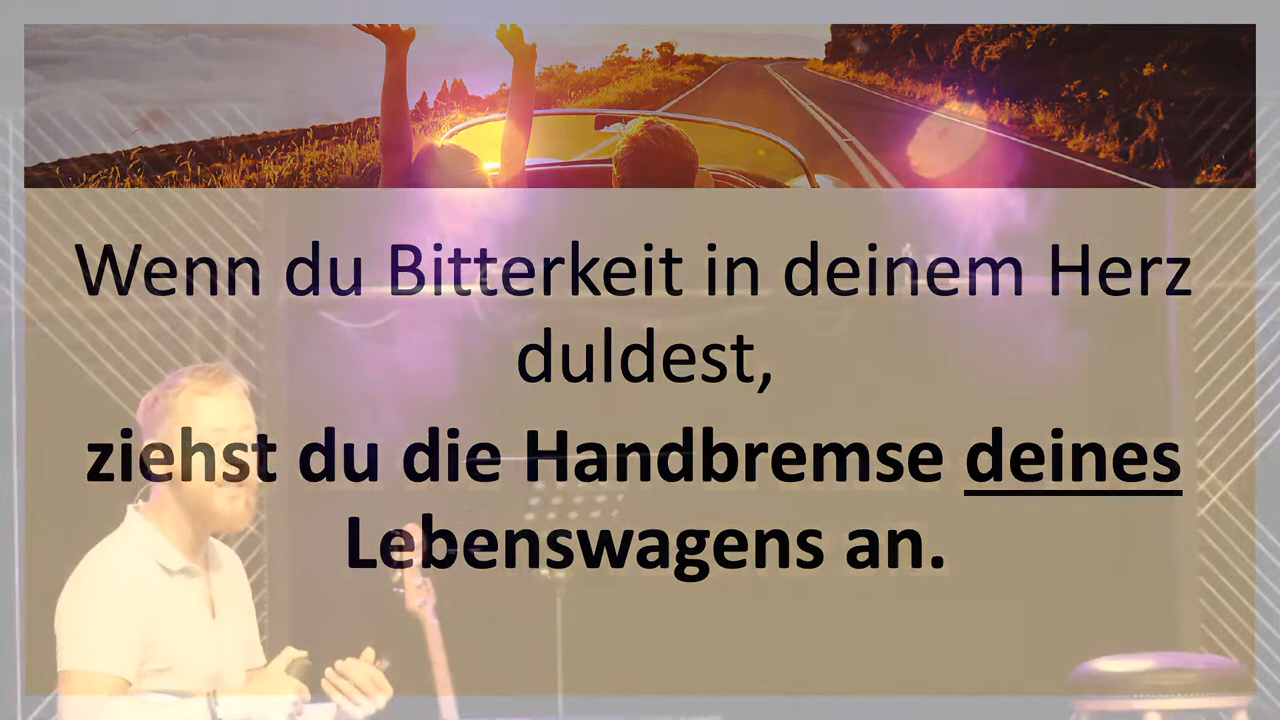 Wenn du Bitterkeit in deinem Herz
duldest,
ziehst du die Handbremse deines
Lebenswagens an.